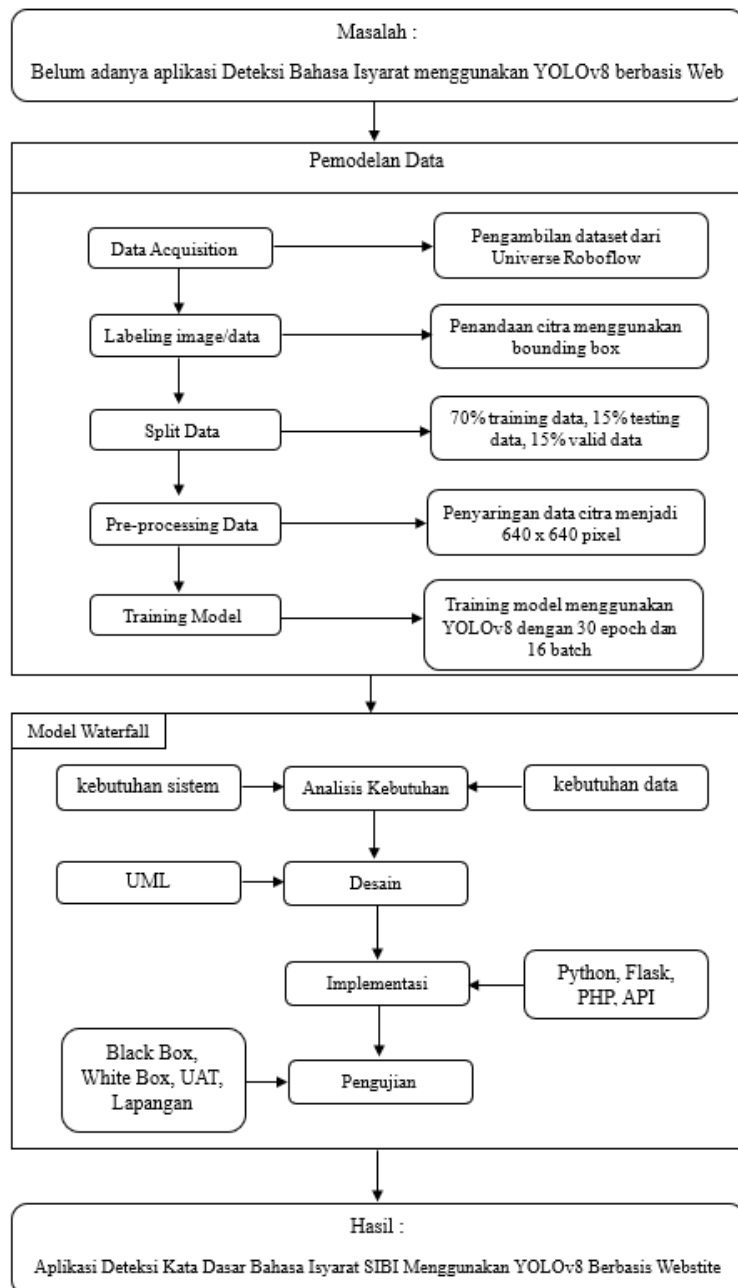 Masalah :
Belum adanya aplikasi Deteksi Bahasa Isyarat menggunakan YOLOv8 berbasis Web
Pemodelan Data
Data Acquisition
Pengambilan dataset dari
Universe Roboflow
Labeling image/data
Penandaan citra menggunakan
bounding box
Split Data
70% training data, 15% testing
data, 15% valid data
Pre-processing Data
Penyaringan data citra menjadi
640 x 640 pixel
Training Model
Training model menggunakan
YOLOv8 dengan 30 epoch dan
16 batch
Model Waterfall
kebutuhan sistem
Analisis Kebutuhan
kebutuhan data
UML
Desain
Implementasi
Python, Flask,
PHP, API
Black Box,
White Box, UAT,
Lapangan
Pengujian
Hasil :
Aplikasi Deteksi Kata Dasar Bahasa Isyarat SIBI Menggunakan YOLOv8 Berbasis Webstite